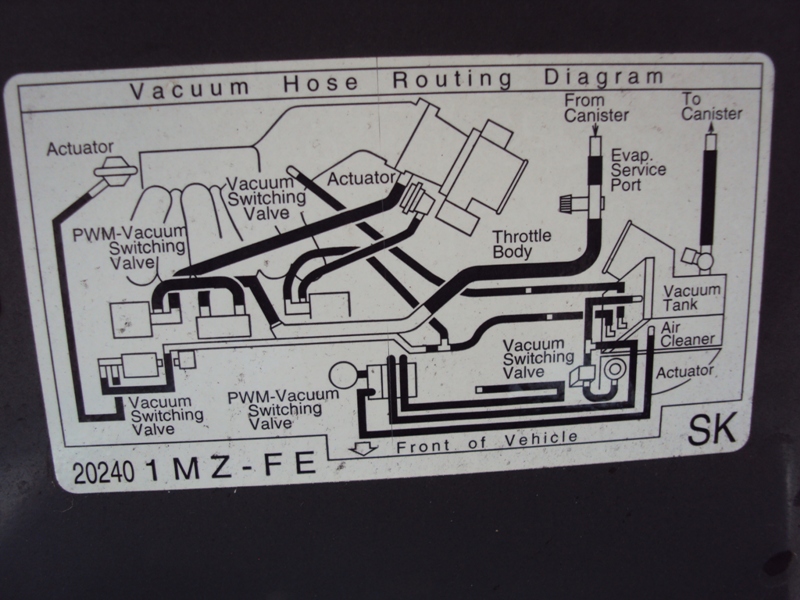 Vacuum Hose Routing Diagram
From
Canister
To
Canister
Actuator
Vacuum
Switching
Valve
Actuator
Evap.
Service
Port
PWM-Vacuum
Switching
Valve
Throttle
Body
Vacuum
Tank
Air
Cleaner
Vacuum
Switching
Valve
Actuator
Vacuum
Switching
Valve
PWM-Vacuum
Switching
Valve
Front of Vehicle
SK
20240 1MZ-FE